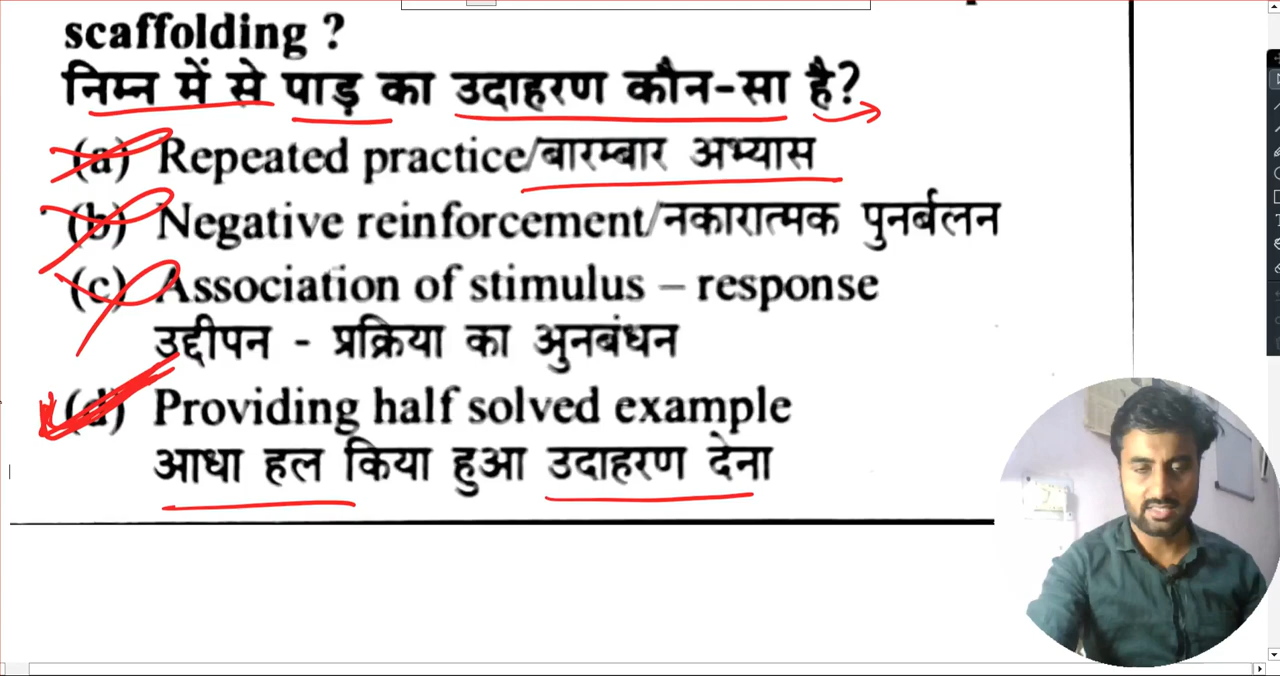 scaffolding ?
निम्न में से पाड़ का उदाहरण कौन-सा है?
(a) Repeated practice/बारम्बार अभ्यास
(b) Negative reinforcement/नकारात्मक पुनर्बलन
(c) Association of stimulus – response
उद्दीपन - प्रक्रिया का अुनबंधन
(d) Providing half solved example
आधा हल किया हुआ उदाहरण देना